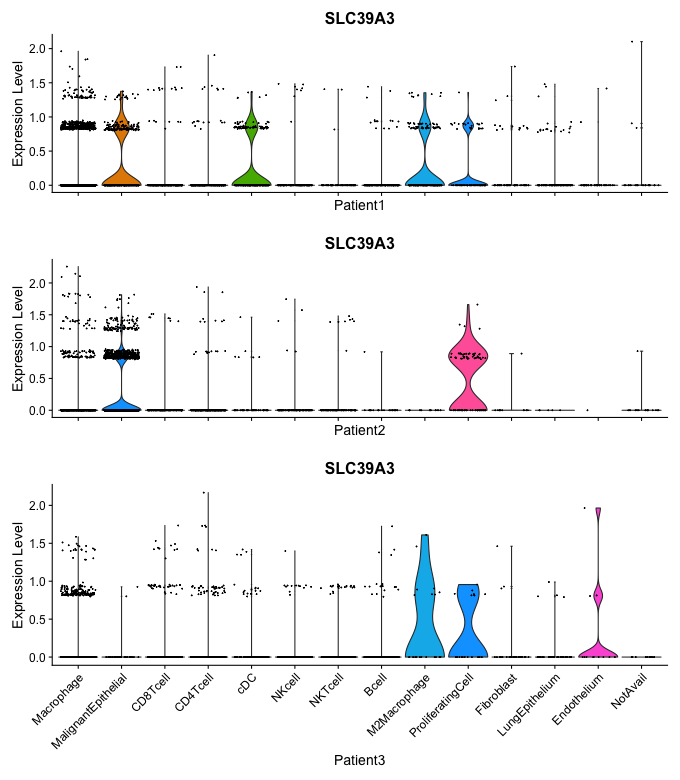 SLC39A3
Expression Level
2.0
1.5
1.0
0.5
0.0
Patient1
SLC39A3
Expression Level
2.0
1.5
1.0
0.5
0.0
Patient2
SLC39A3
Expression Level
2.0
1.5
1.0
0.5
0.0
Macrophage
MalignantEpithelial
CD8Tcell
CD4Tcell
cDC
NKcell
NKTcell
Bcell
M2Macrophage
ProliferatingCell
Fibroblast
LungEpithelium
Endothelium
NotAvail
Patient3